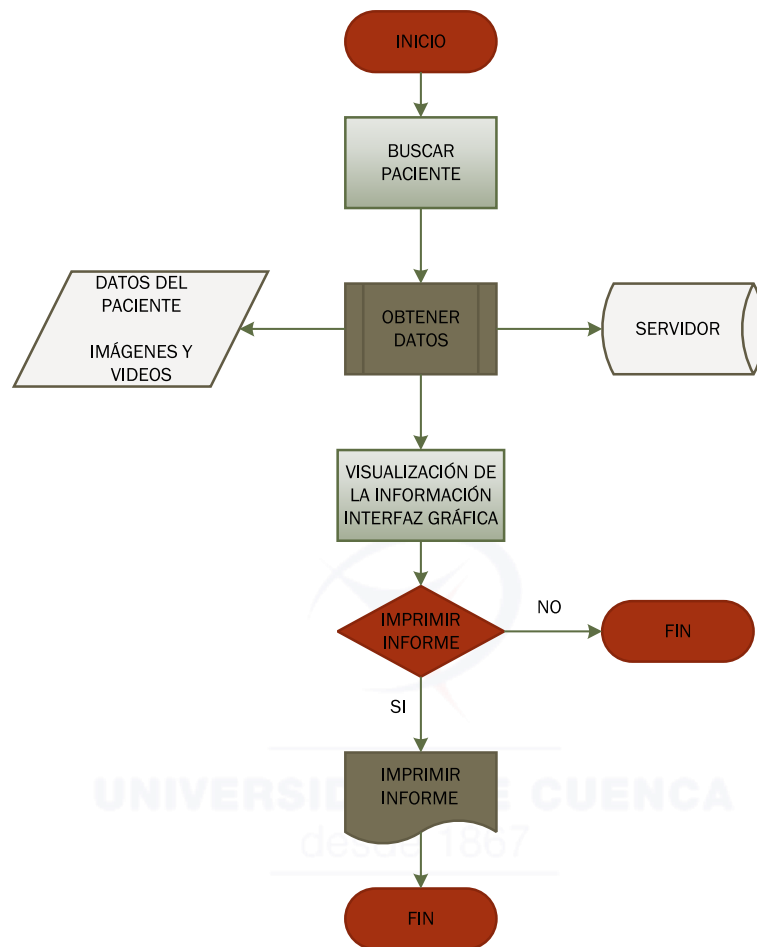 INICIO
BUSCAR
PACIENTE
DATOS DEL
PACIENTE
IMÁGENES Y
VIDEOS
OBTENER
DATOS
SERVIDOR
VISUALIZACIÓN DE
LA INFORMACIÓN
INTERFAZ GRÁFICA
IMPRIMIR
INFORME
NO
FIN
SI
IMPRIMIR
INFORME
UNIVERSIDAD DE CUENCA
desde 1867
FIN